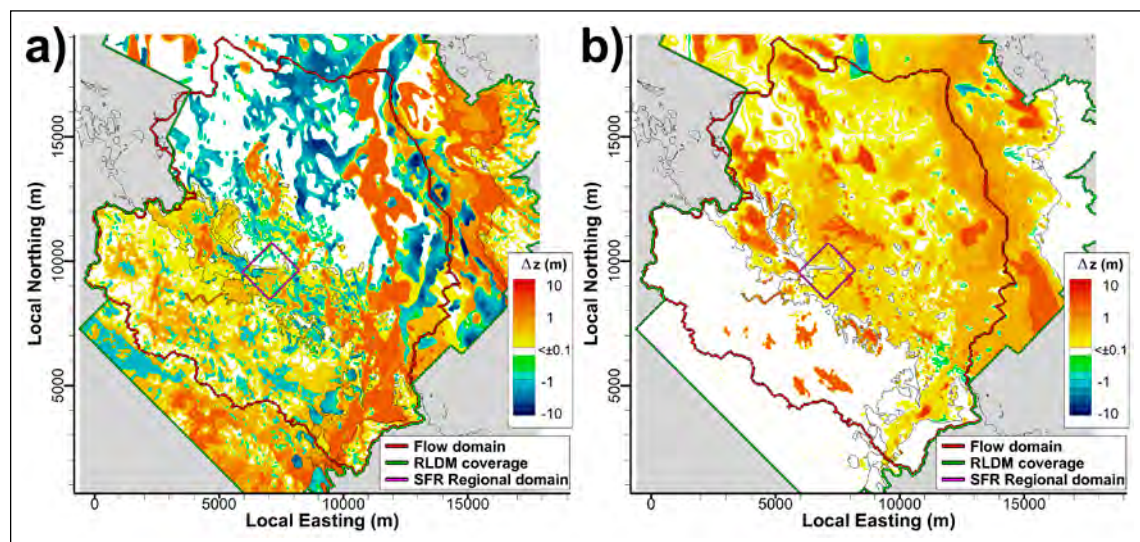 a)
Local Northing (m)
15000
10000
5000
Δz (m)
10
1
<±0.1
-1
-10
Flow domain
RLDM coverage
SFR Regional domain
0
5000
10000
15000
Local Easting (m)
b)
Local Northing (m)
15000
10000
5000
Δz (m)
10
1
<±0.1
-1
-10
Flow domain
RLDM coverage
SFR Regional domain
0
5000
10000
15000
Local Easting (m)